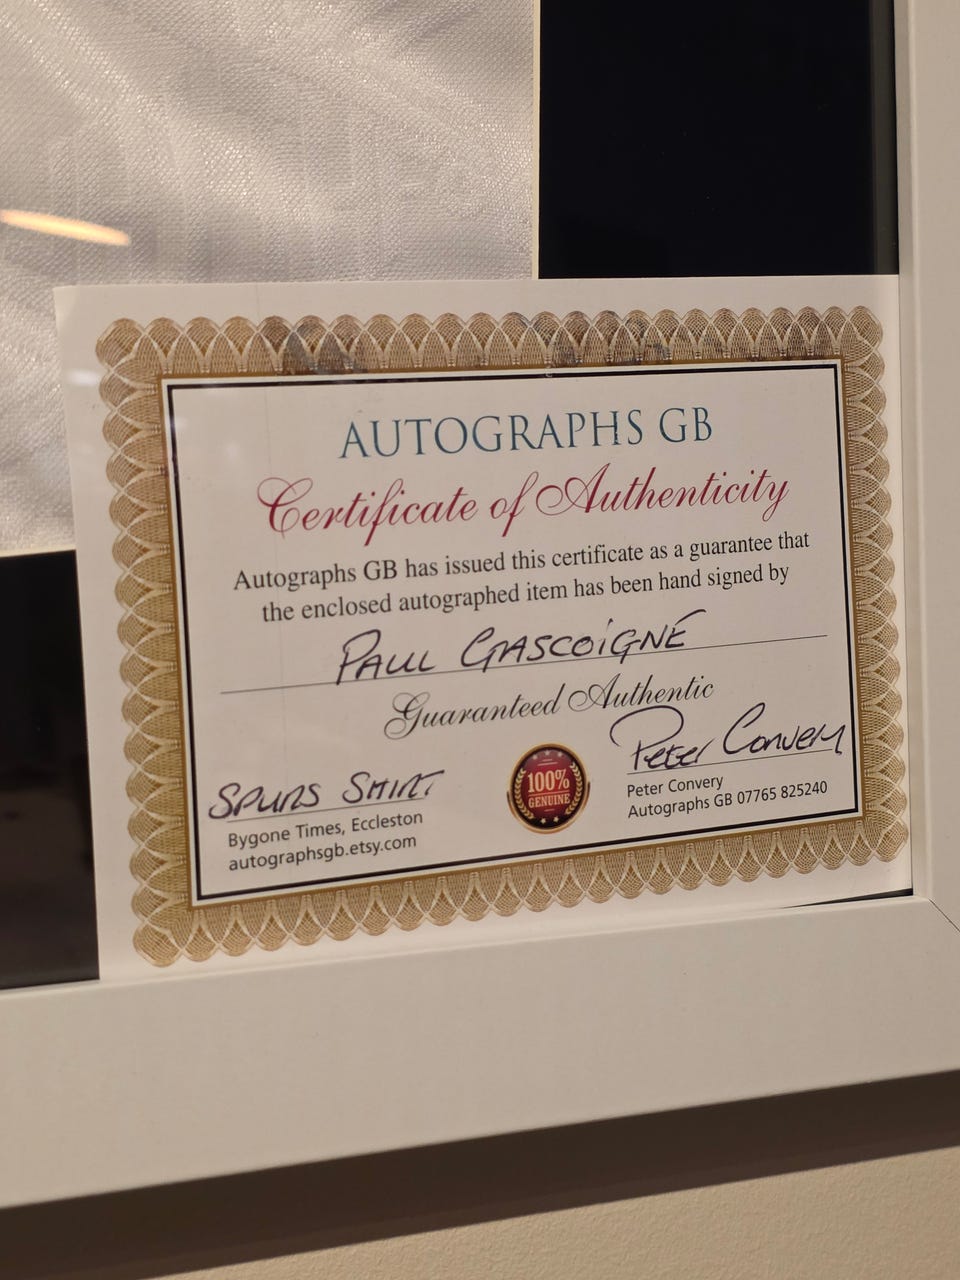 AUTOGRAPHS GB
Certificate of Authenticity
Autographs GB has issued this certificate as a guarantee that
the enclosed autographed item has been hand signed by
PAUL GASCOIGNE
Guaranteed Authentic
SPURS SHIRT
Bygone Times, Eccleston
autographsgb.etsy.com
100%
GENUINE
Peter Convery
Peter Convery
Autographs GB 07765 825240